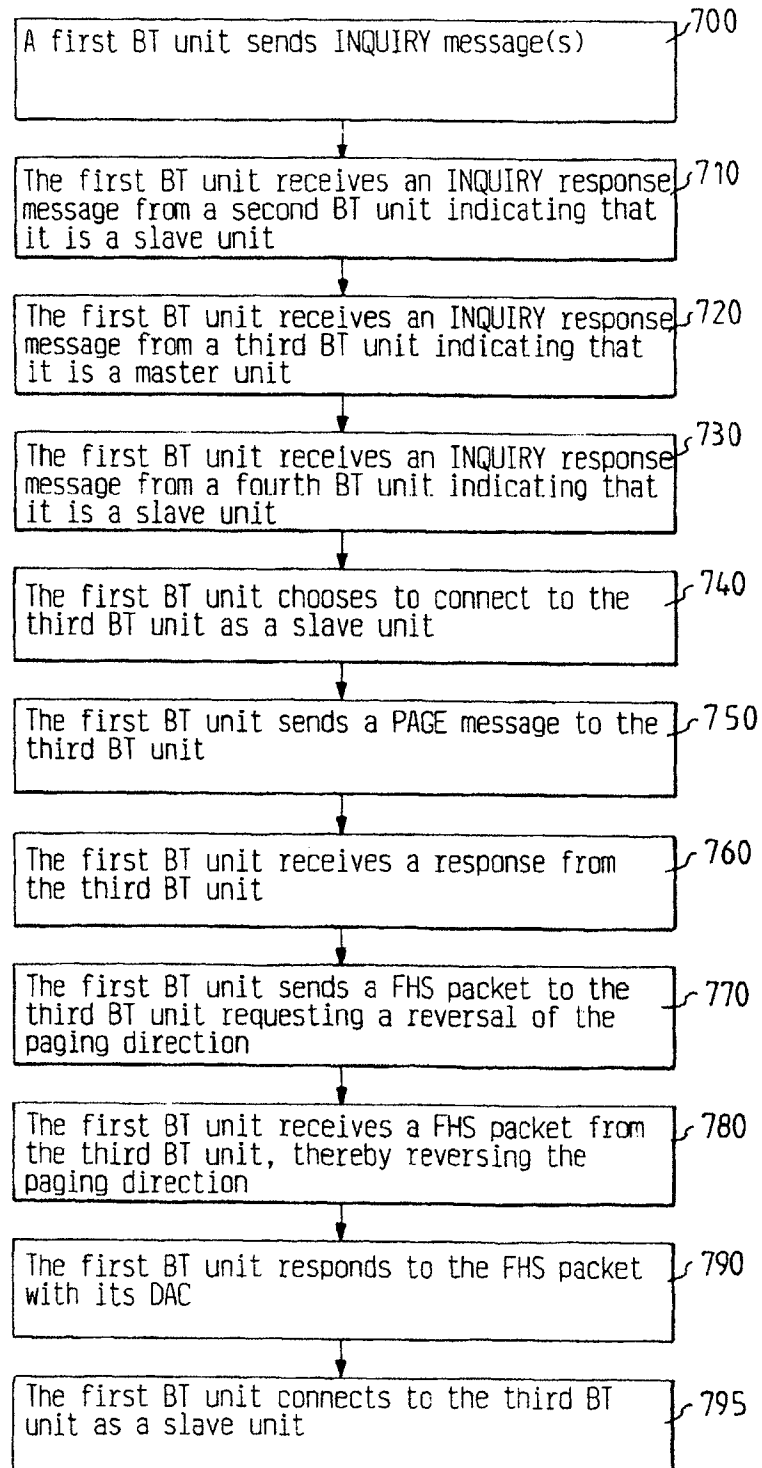 A first BT unit sends INQUIRY message(s)
700
The first BT unit receives an INQUIRY response
message from a second BT unit indicating that
it is a slave unit
710
The first BT unit receives an INQUIRY response
message from a third BT unit indicating that
it is a master unit
720
The first BT unit receives an INQUIRY response
message from a fourth BT unit indicating that
it is a slave unit
730
The first BT unit chooses to connect to the
third BT unit as a slave unit
740
The first BT unit sends a PAGE message to the
third BT unit
750
The first BT unit receives a response from
the third BT unit
760
The first BT unit sends a FHS packet to the
third BT unit requesting a reversal of the
paging direction
770
The first BT unit receives a FHS packet from
the third BT unit, thereby reversing the
paging direction
780
The first BT unit responds to the FHS packet
with its DAC
790
The first BT unit connects to the third BT
unit as a slave unit
795